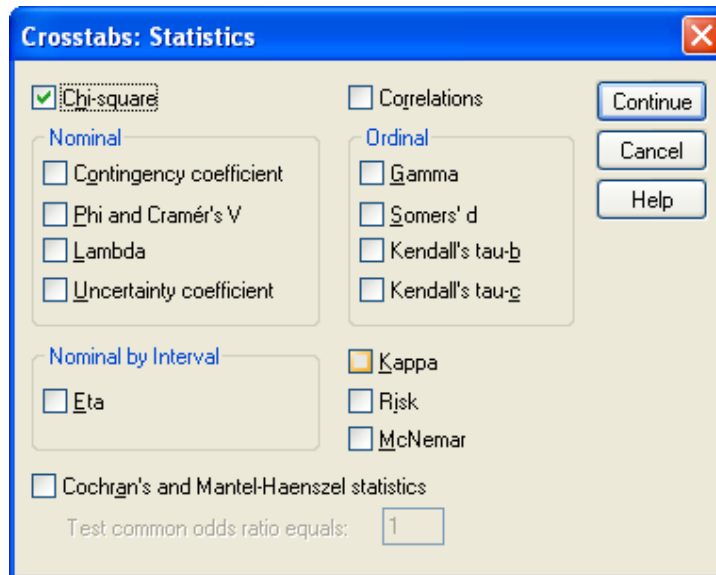 Crosstabs: Statistics
Chi-square
Correlations
Continue
Nominal
Ordinal
Cancel
Contingency coefficient
Gamma
Help
Phi and Cramér's V
Somers' d
Lambda
Kendall's tau-b
Uncertainty coefficient
Kendall's tau-c
Nominal by Interval
Kappa
Eta
Risk
McNemar
Cochran's and Mantel-Haenszel statistics
Test common odds ratio equals: 1